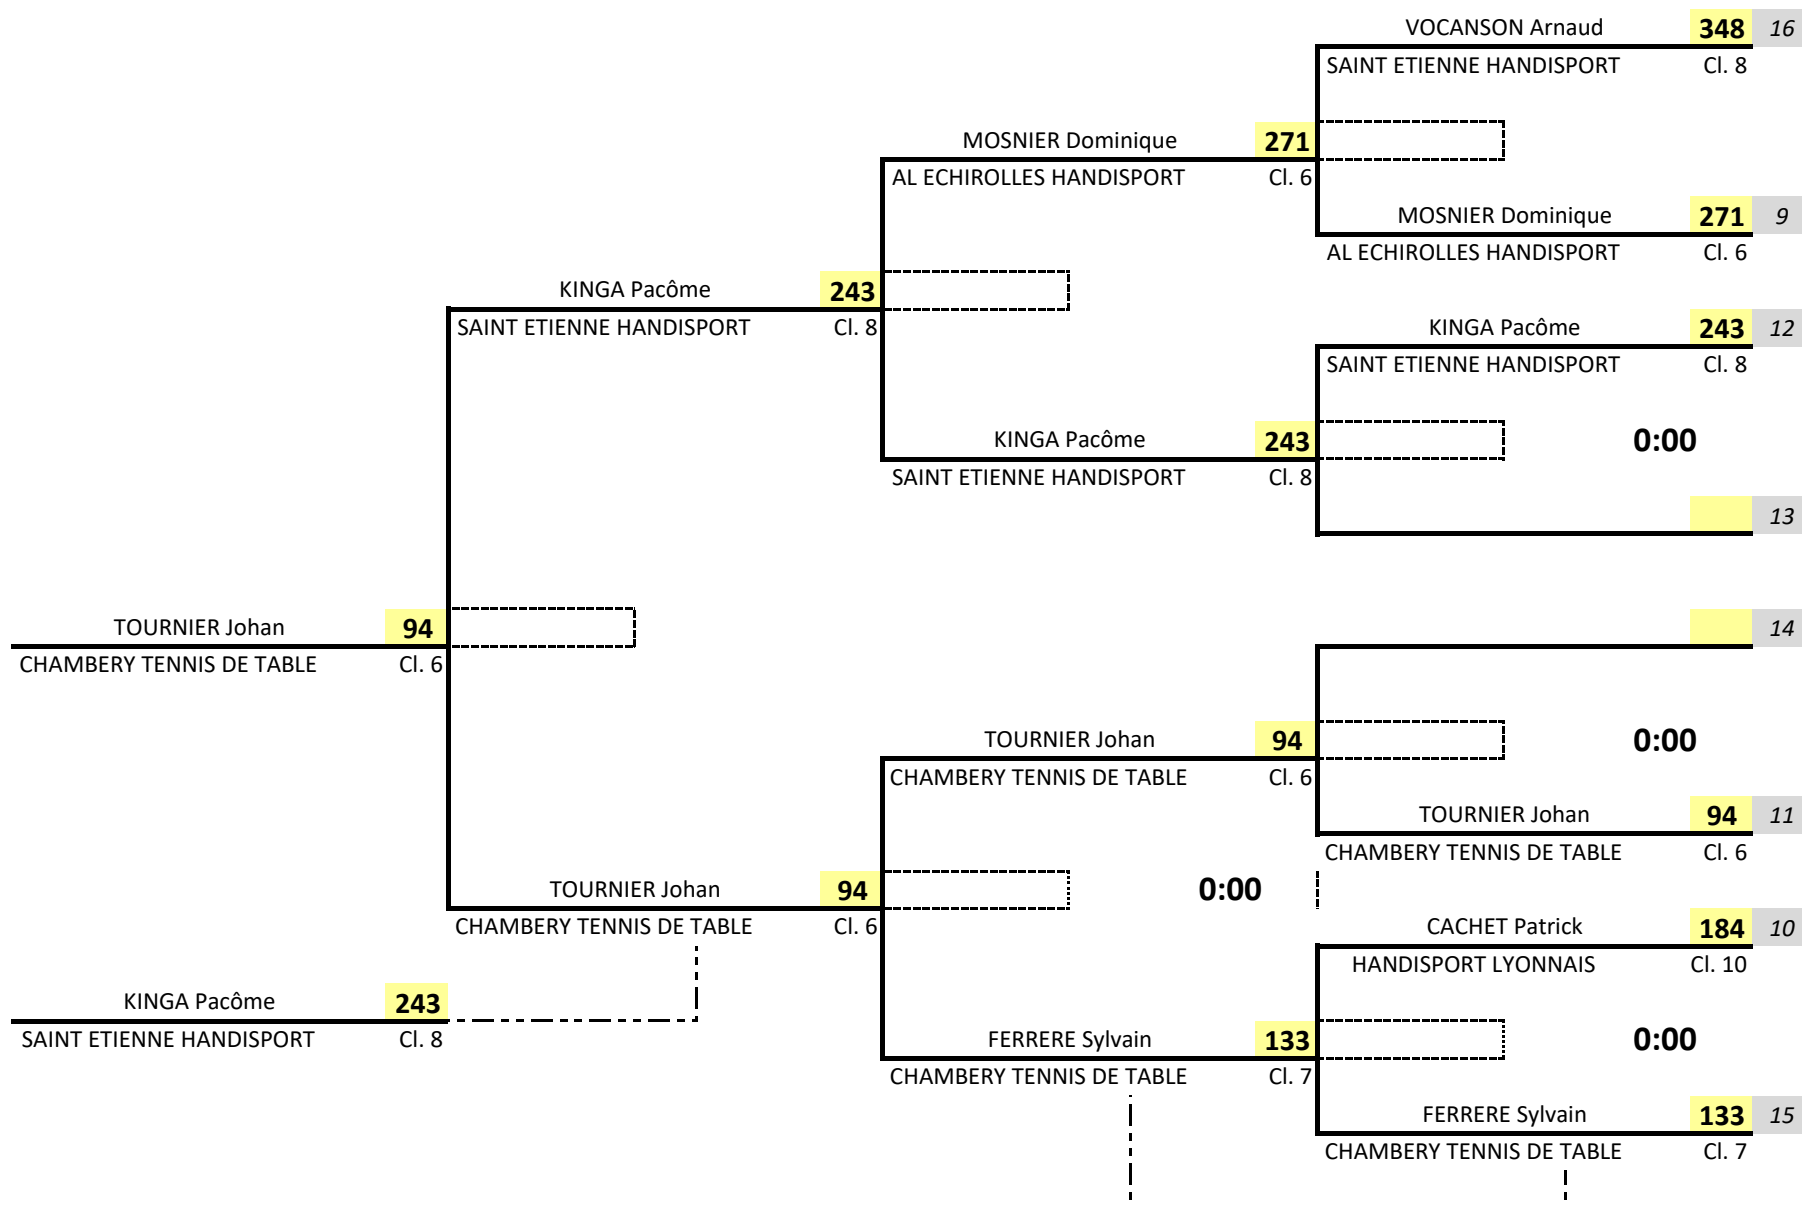 VOCANSON Arnaud 348 16
SAINT ETIENNE HANDISPORT Cl. 8
MOSNIER Dominique 271
AL ECHIROLLES HANDISPORT Cl. 6
MOSNIER Dominique 271 9
AL ECHIROLLES HANDISPORT Cl. 6
KINGA Pacôme 243
SAINT ETIENNE HANDISPORT Cl. 8
KINGA Pacôme 243 12
SAINT ETIENNE HANDISPORT Cl. 8
KINGA Pacôme 243 0:00
SAINT ETIENNE HANDISPORT Cl. 8
13
TOURNIER Johan 94 14
CHAMBERY TENNIS DE TABLE Cl. 6
TOURNIER Johan 94 0:00
CHAMBERY TENNIS DE TABLE Cl. 6
TOURNIER Johan 94 11
CHAMBERY TENNIS DE TABLE Cl. 6
TOURNIER Johan 94 0:00
CHAMBERY TENNIS DE TABLE Cl. 6
CACHET Patrick 184 10
HANDISPORT LYONNAIS Cl. 10
KINGA Pacôme 243
SAINT ETIENNE HANDISPORT Cl. 8
FERRERE Sylvain 133 0:00
CHAMBERY TENNIS DE TABLE Cl. 7
FERRERE Sylvain 133 15
CHAMBERY TENNIS DE TABLE Cl. 7